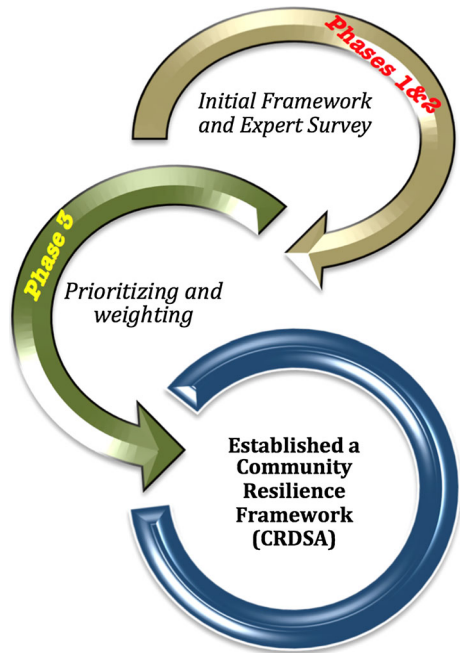 Phases 1&2
Initial Framework
and Expert Survey
Phase 3
Prioritizing and
weighting
Established a
Community
Resilience
Framework
(CRDSA)